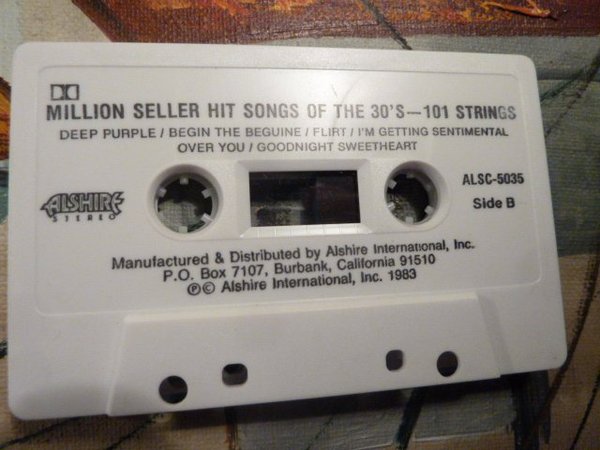 MILLION SELLER HIT SONGS OF THE 30'S—101 STRINGS
DEEP PURPLE / BEGIN THE BEGUINE / FLIRT / I'M GETTING SENTIMENTAL
OVER YOU / GOODNIGHT SWEETHEART
ALSHIRE
STEREO
ALSC-5035
Side B
Manufactured & Distributed by Alshire International, Inc.
P.O. Box 7107, Burbank, California 91510
℗© Alshire International, Inc. 1983